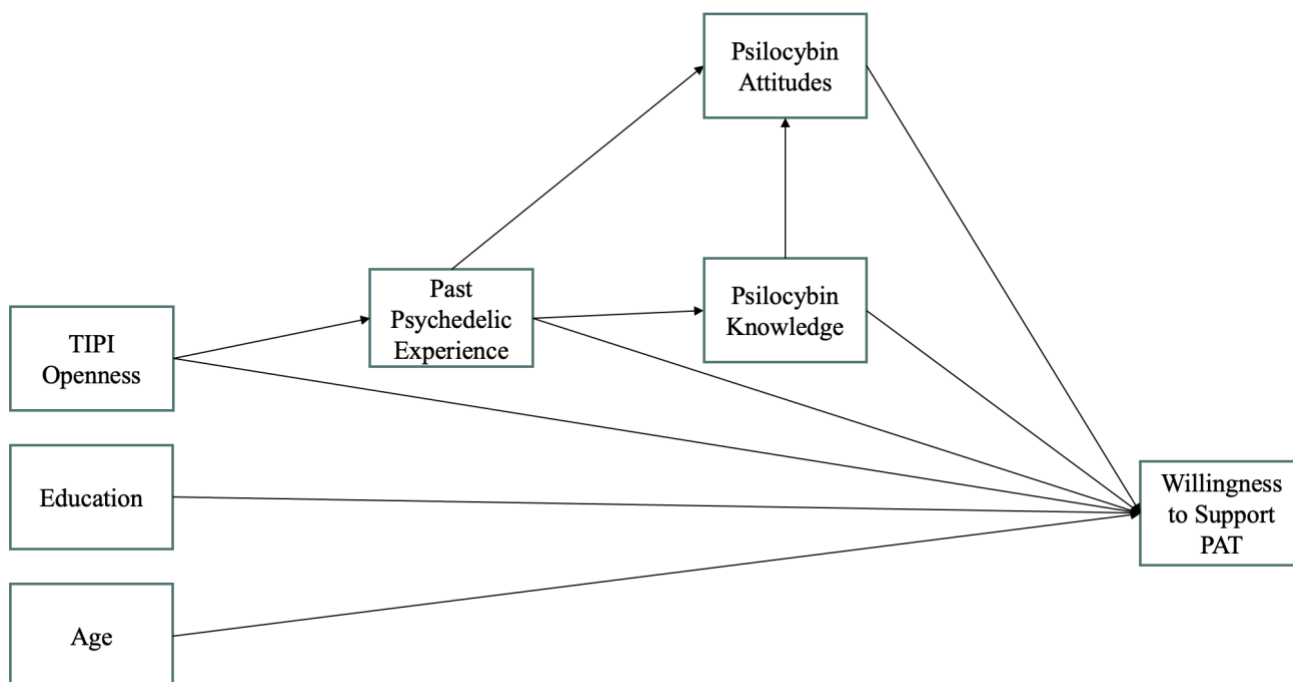 Psilocybin
Attitudes
Past
Psychedelic
Experience
Psilocybin
Knowledge
TIPI
Openness
Education
Willingness
to Support
PAT
Age